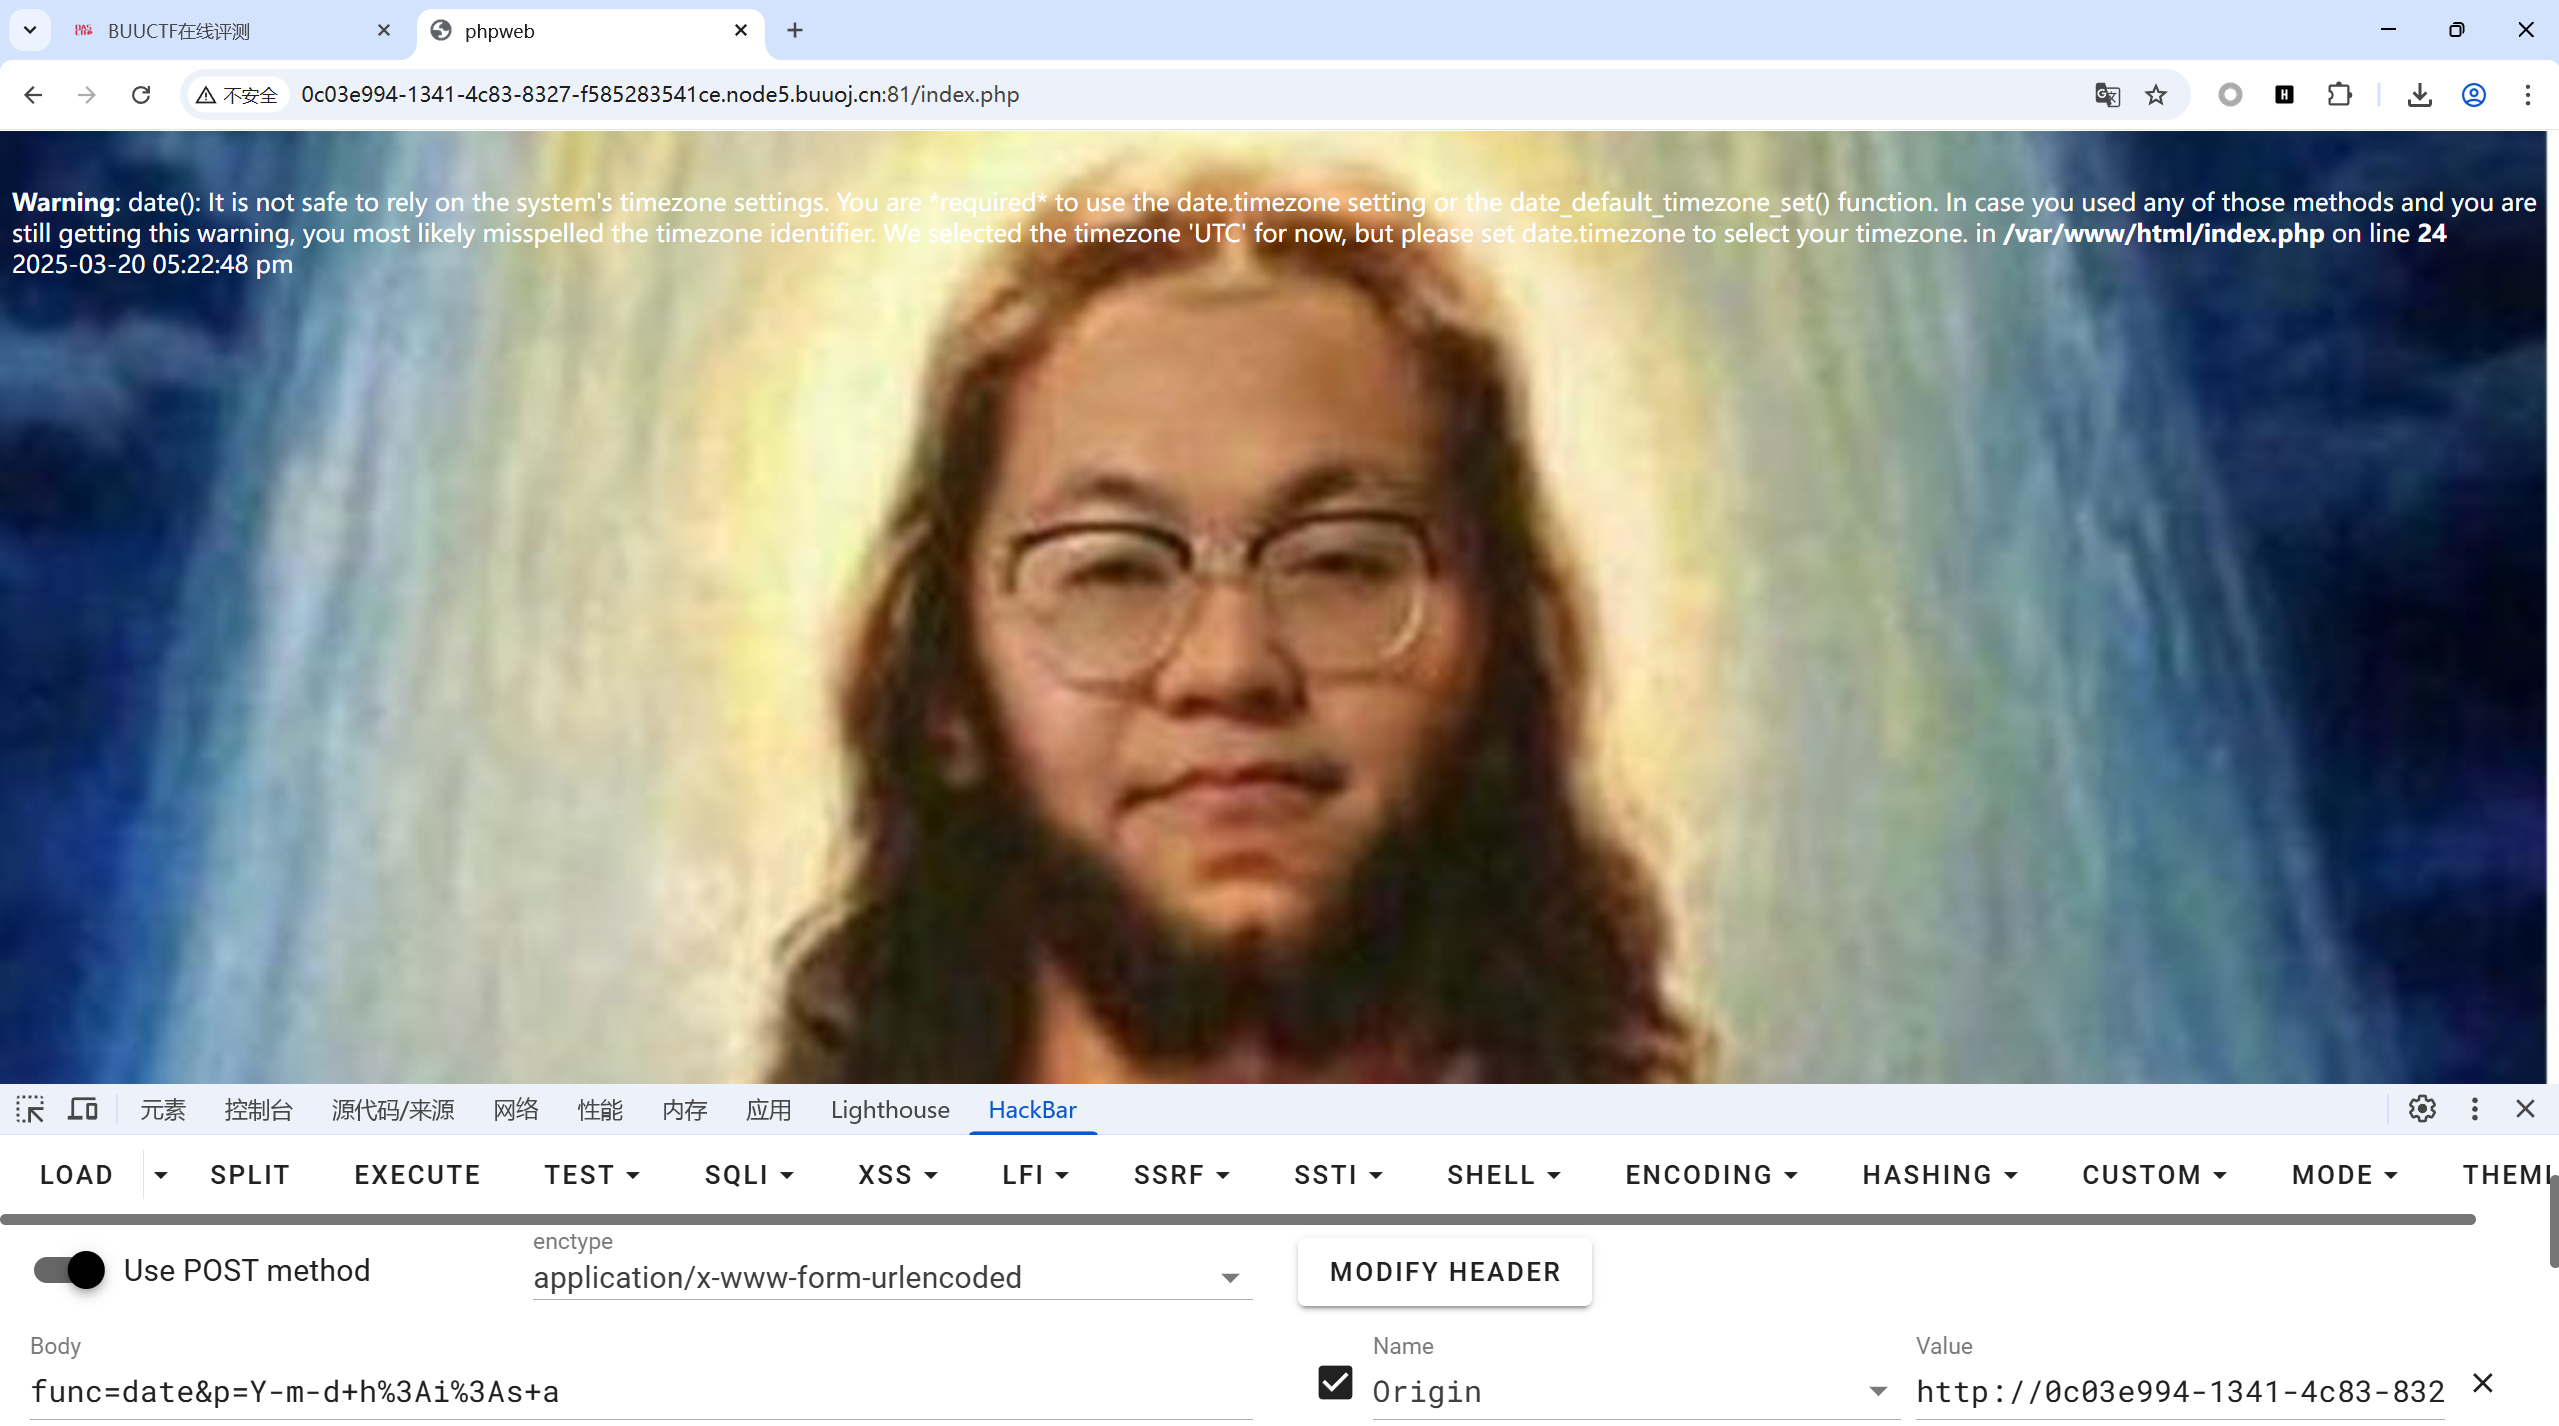 BUUCTF在线评测
phpweb
不安全
0c03e994-1341-4c83-8327-f585283541ce.node5.buuoj.cn:81/index.php
Warning: date(): It is not safe to rely on the system's timezone settings. You are *required* to use the date.timezone setting or the date_default_timezone_set() function. In case you used any of those methods and you are
still getting this warning, you most likely misspelled the timezone identifier. We selected the timezone 'UTC' for now, but please set date.timezone to select your timezone. in /var/www/html/index.php on line 24
2025-03-20 05:22:48 pm
元素 控制台 源代码/来源 网络 性能 内存 应用 Lighthouse HackBar
LOAD SPLIT EXECUTE TEST SQLI XSS LFI SSRF SSTI SHELL ENCODING HASHING CUSTOM MODE
Use POST method
enctype
application/x-www-form-urlencoded
MODIFY HEADER
Body
func=date&p=Y-m-d+h%3Ai%3As+a
Name
Origin
Value
http://0c03e994-1341-4c83-832